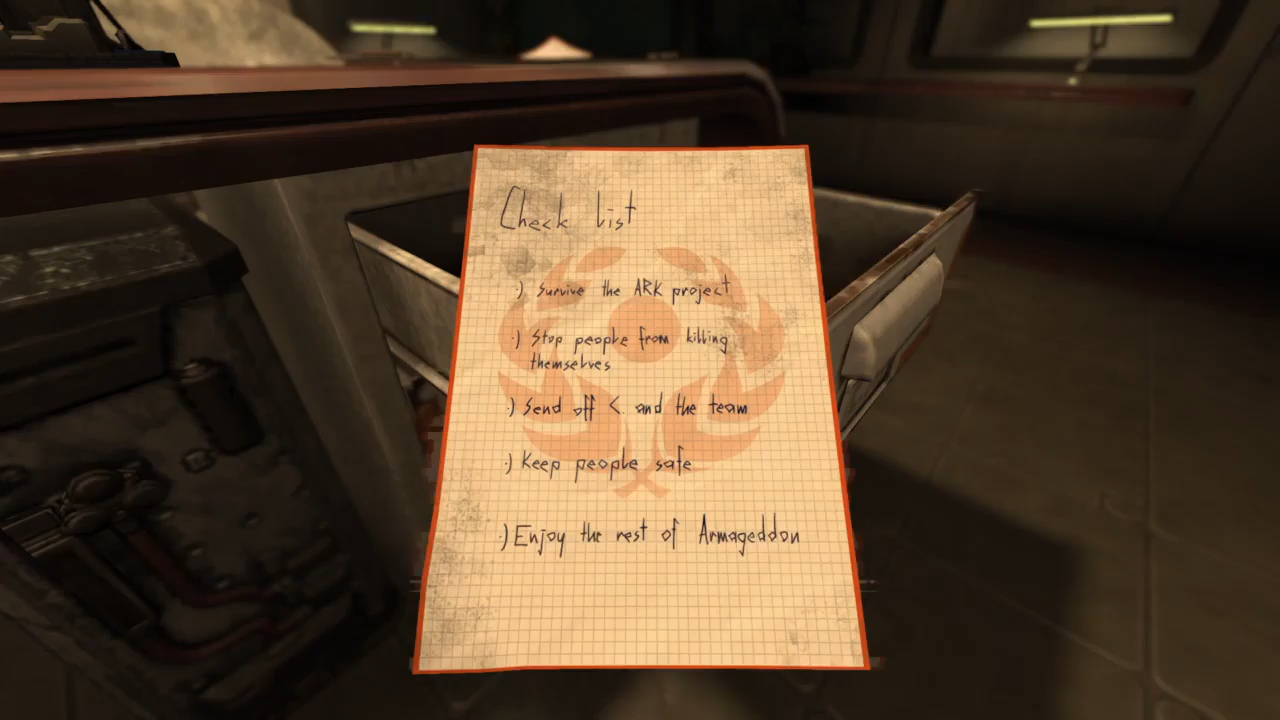 Check list
·) Survive the ARK project
·) Stop people from killing
themselves
·) Send off C and the team
·) Keep people safe
·) Enjoy the rest of Armageddon